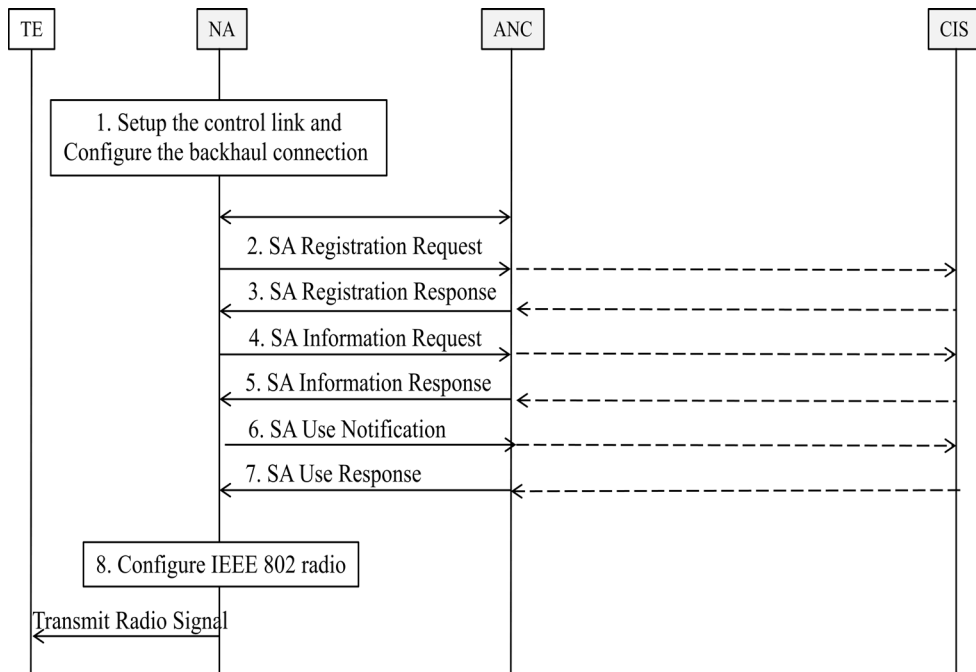 TE
NA
ANC
CIS
1. Setup the control link and
Configure the backhaul connection
2. SA Registration Request
3. SA Registration Response
4. SA Information Request
5. SA Information Response
6. SA Use Notification
7. SA Use Response
8. Configure IEEE 802 radio
Transmit Radio Signal